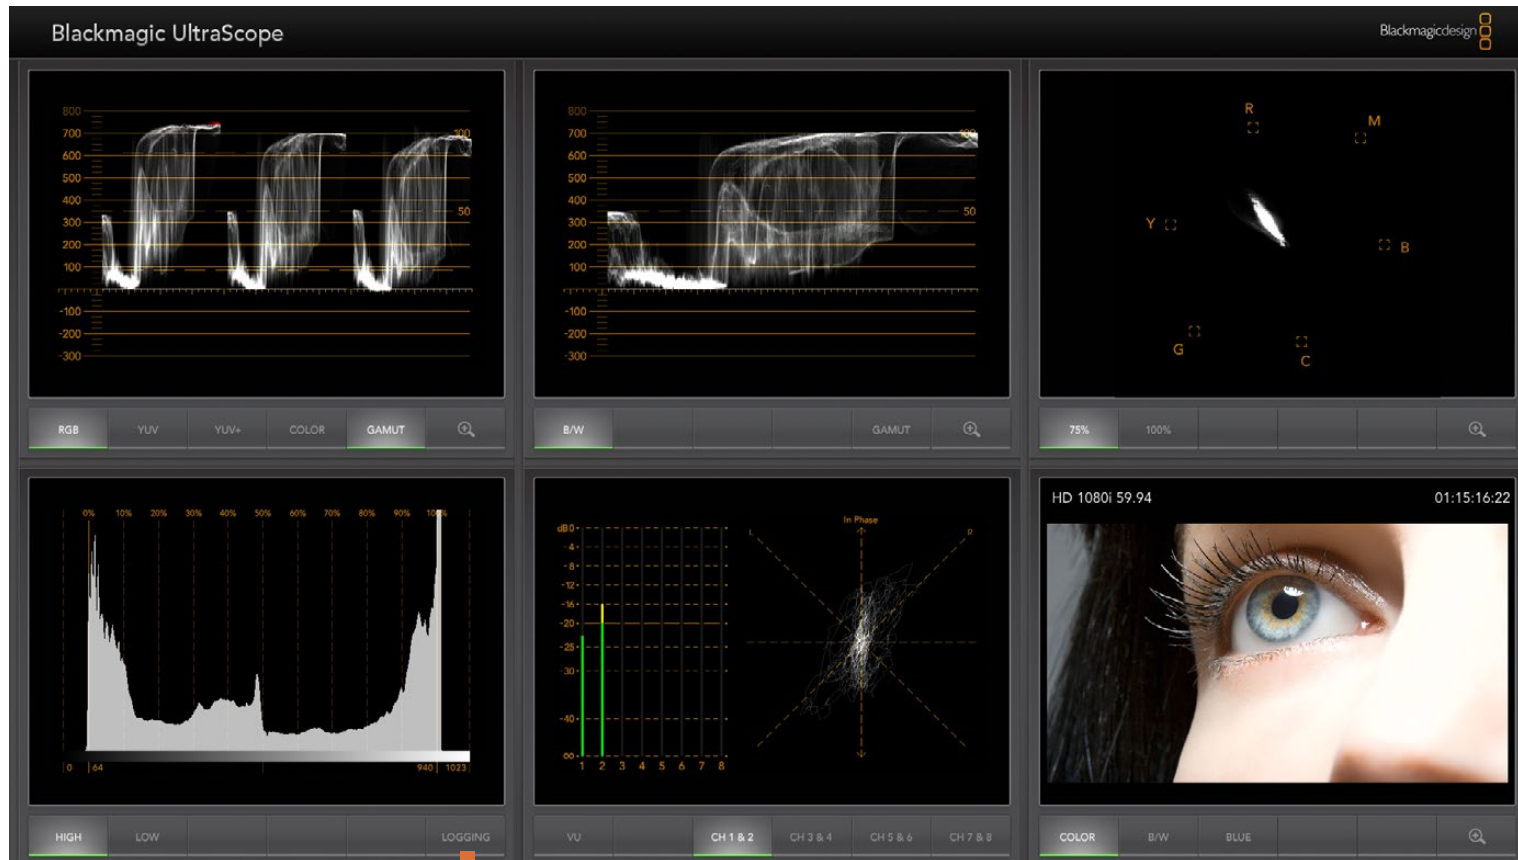 Blackmagic UltraScope
Blackmagicdesign
800
700
600
500
400
300
200
100
-100
-200
-300
100
50
800
700
600
500
400
300
200
100
-100
-200
-300
100
50
R
M
Y
B
G
C
RGB YUV YUV+ COLOR GAMUT
B/W GAMUT
75% 100%
0% 10% 20% 30% 40% 50% 60% 70% 80% 90% 100%
0 64 940 1023
dB 0
-4
-8
-12
-16
-20
-25
-30
-40
∞
1 2 3 4 5 6 7 8
In Phase
L R
HD 1080i 59.94 01:15:16:22
HIGH LOW LOGGING
VU CH 1 & 2 CH 3 & 4 CH 5 & 6 CH 7 & 8
COLOR B/W BLUE